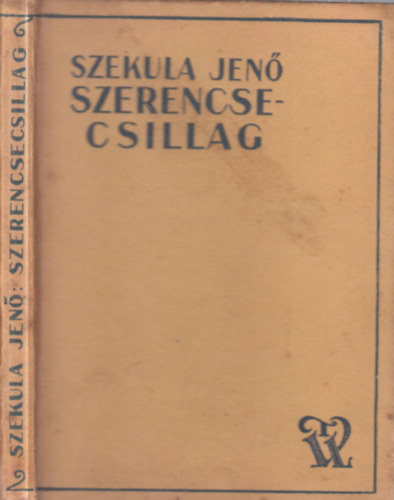 SZEKULA JENŐ
SZERENCSE-
CSILLAG
SZEKULA JENŐ: SZERENCSECSILLAG